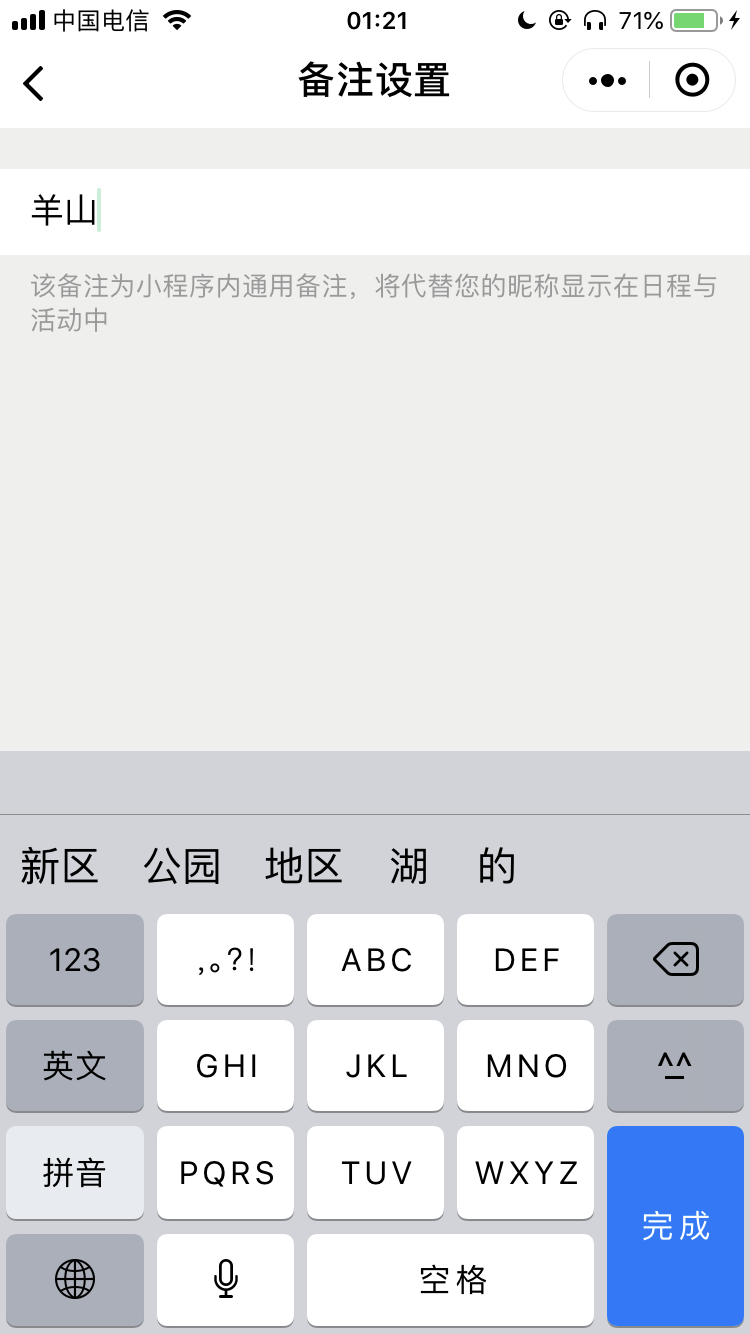 中国电信 01:21 71%
备注设置
羊山
该备注为小程序内通用备注，将代替您的昵称显示在日程与
活动中
新区 公园 地区 湖 的
123 ,。?! ABC DEF
英文 GHI JKL MNO ^_^
拼音 PQRS TUV WXYZ
完成
空格